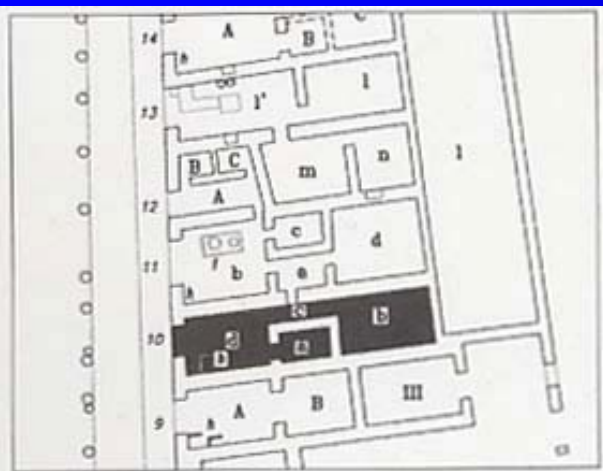 14 A B C
h
13 l' l
B C m n l
12 A
c
11 f b a d
h
c
10 d a b
h
9 A B III
h